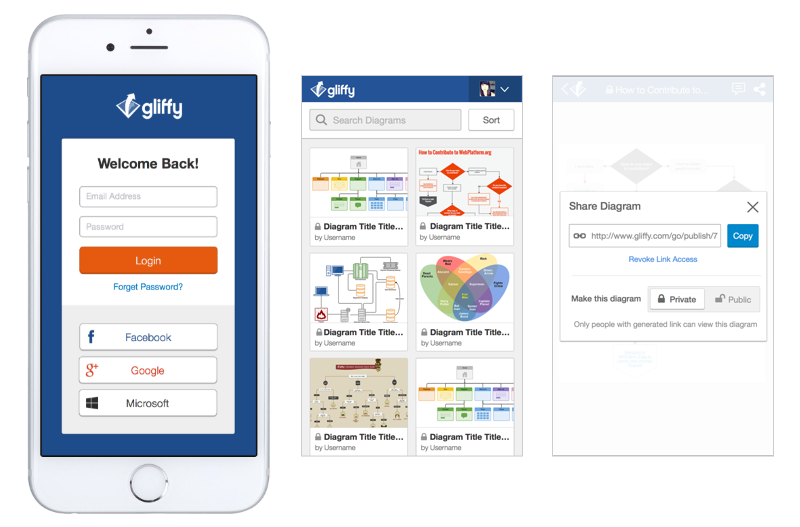 gliffy
Welcome Back!
Email Address
Password
Login
Forget Password?
Facebook
Google
Microsoft
gliffy
Search Diagrams
Sort
How to Contribute to WebPlatform.org
Diagram Title Title...
by Username
Diagram Title Title...
by Username
Diagram Title Title...
by Username
Diagram Title Title...
by Username
Diagram Title Title...
by Username
Diagram Title Title...
by Username
How to Contribute to...
Share Diagram
http://www.gliffy.com/go/publish/7
Copy
Revoke Link Access
Make this diagram
Private
Public
Only people with generated link can view this diagram